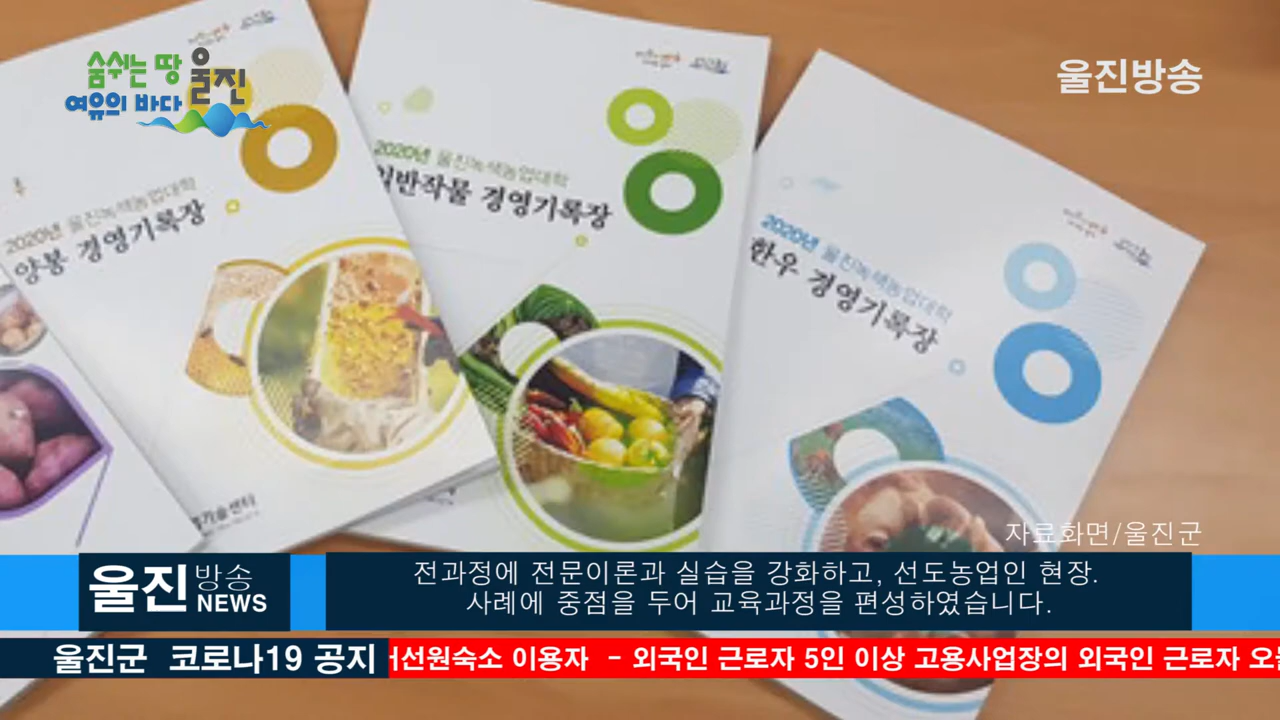 숨쉬는 땅
여유의 바다
울진
울진방송
2020년 울진녹색농업대학
양봉 경영기록장
2020년 울진녹색농업대학
일반작물 경영기록장
2020년 울진녹색농업대학
한우 경영기록장
기술센터
자료화면/울진군
울진 방송 NEWS
전과정에 전문이론과 실습을 강화하고, 선도농업인 현장.
사례에 중점을 두어 교육과정을 편성하였습니다.
울진군 코로나19 공지
어선원숙소 이용자 - 외국인 근로자 5인 이상 고용사업장의 외국인 근로자 오